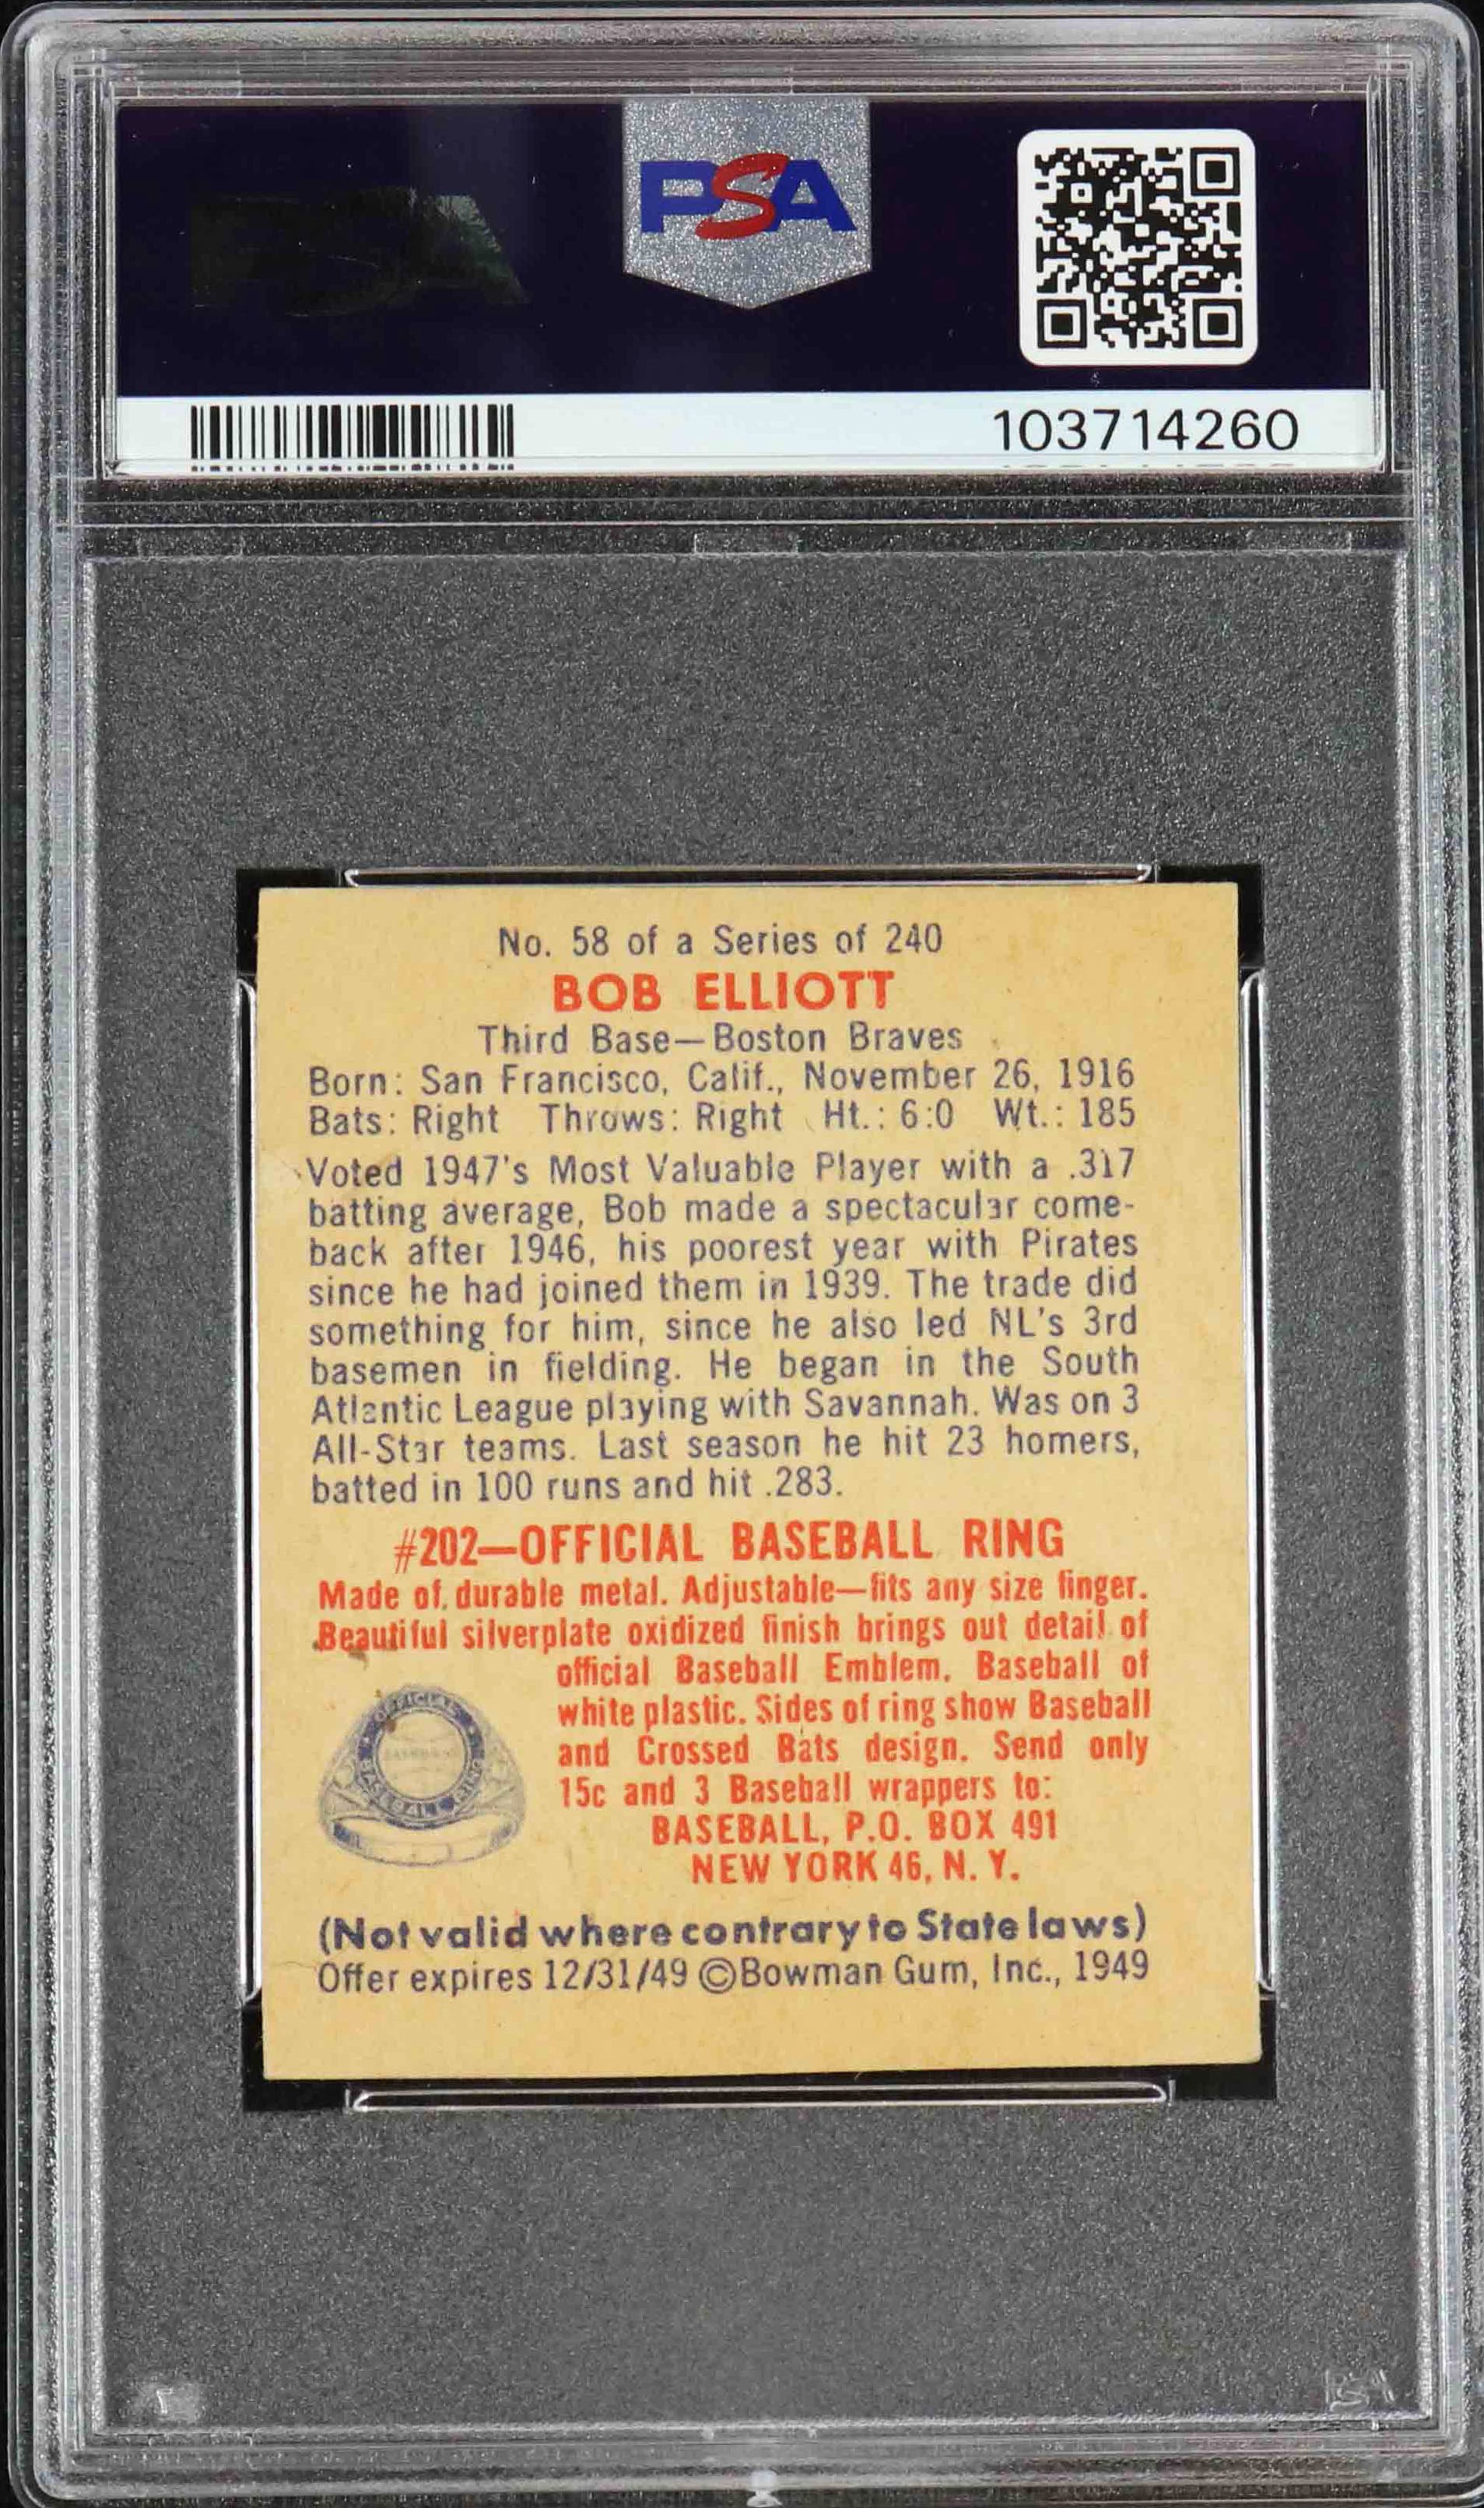 PSA
103714260
No. 58 of a Series of 240
BOB ELLIOTT
Third Base—Boston Braves
Born: San Francisco, Calif., November 26, 1916
Bats: Right Throws: Right Ht.: 6:0 Wt.: 185
Voted 1947's Most Valuable Player with a .317
batting average, Bob made a spectacular come-
back after 1946, his poorest year with Pirates
since he had joined them in 1939. The trade did
something for him, since he also led NL's 3rd
basemen in fielding. He began in the South
Atlantic League playing with Savannah. Was on 3
All-Star teams. Last season he hit 23 homers,
batted in 100 runs and hit .283.
#202—OFFICIAL BASEBALL RING
Made of durable metal. Adjustable—fits any size finger.
Beautiful silverplate oxidized finish brings out detail of
official Baseball Emblem. Baseball of
white plastic. Sides of ring show Baseball
and Crossed Bats design. Send only
15c and 3 Baseball wrappers to:
BASEBALL, P.O. BOX 491
NEW YORK 46, N. Y.
OFFICIAL
BASEBALL RING
(Not valid where contrary to State laws)
Offer expires 12/31/49 ©Bowman Gum, Inc., 1949
PSA